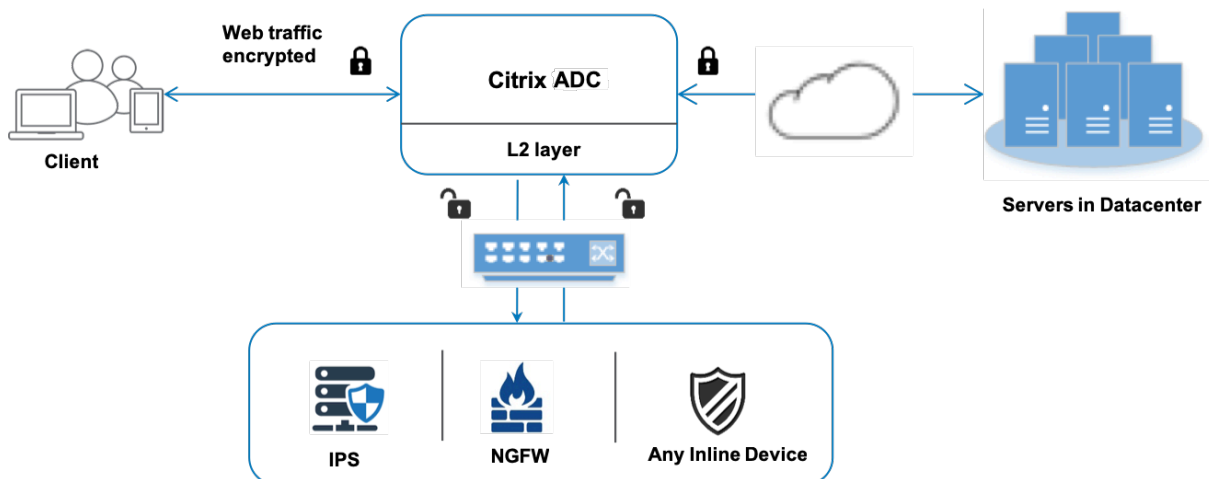 Web traffic
encrypted
Citrix ADC
L2 layer
Client
Servers in Datacenter
IPS
NGFW
Any Inline Device